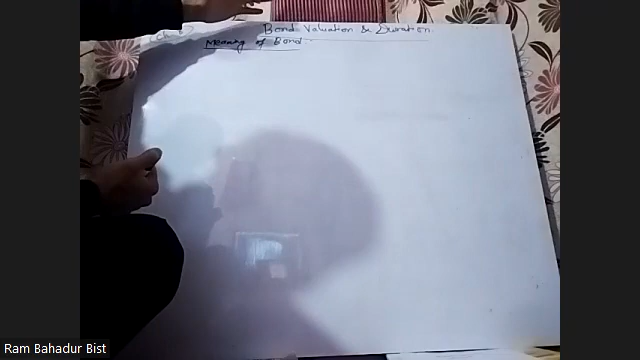 Bond Valuation & Duration.
Meaning of Bond.
Ram Bahadur Bist